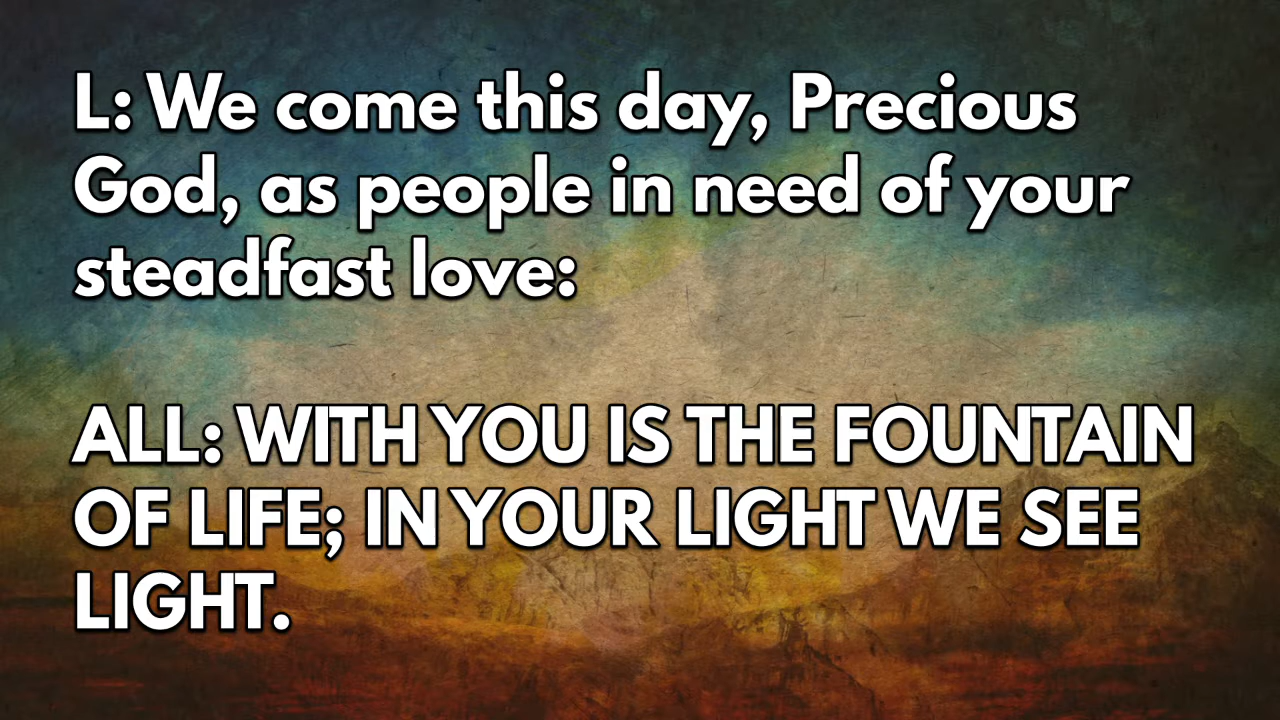 L: We come this day, Precious
God, as people in need of your
steadfast love:
ALL: WITH YOU IS THE FOUNTAIN
OF LIFE; IN YOUR LIGHT WE SEE
LIGHT.